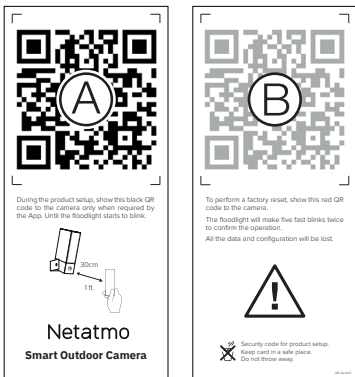 A
During the product setup, show this black QR
code to the camera only when required by
the App. Until the floodlight starts to blink.
30cm
1 ft.
Netatmo
Smart Outdoor Camera
B
To perform a factory reset, show this red QR
code to the camera.
The floodlight will make five fast blinks twice
to confirm the operation.
All the data and configuration will be lost.
Security code for product setup.
Keep card in a safe place.
Do not throw away.